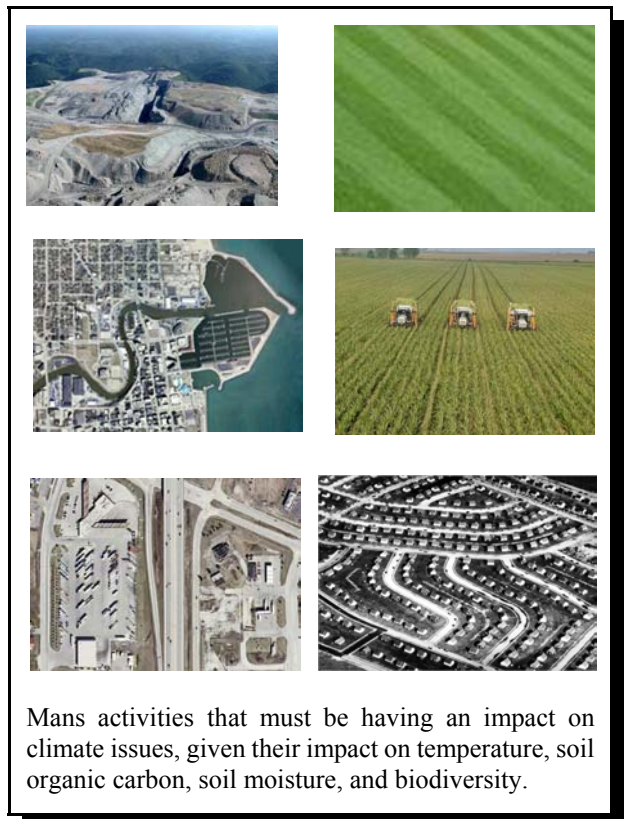 Mans activities that must be having an impact on
climate issues, given their impact on temperature, soil
organic carbon, soil moisture, and biodiversity.